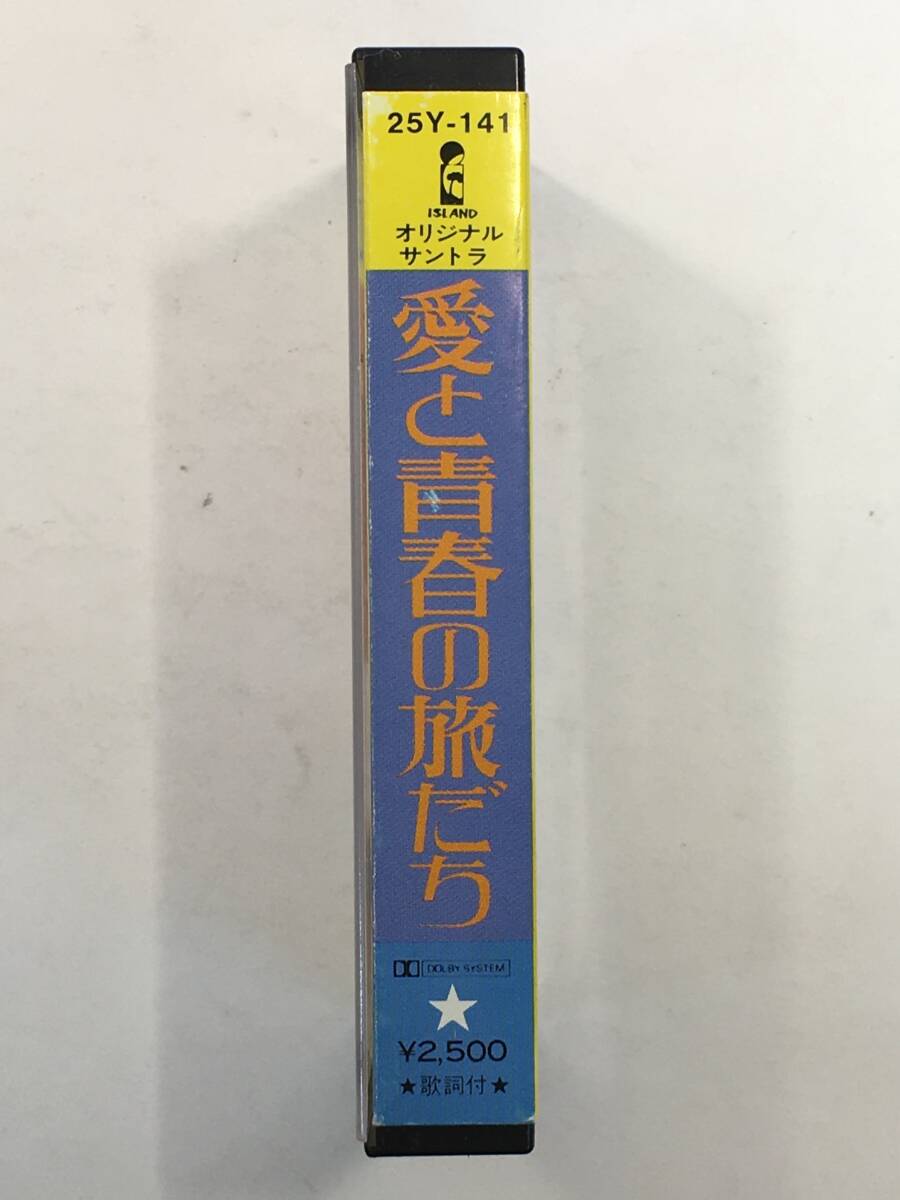 25Y-141
ISLAND
オリジナル
サントラ
愛と青春の旅だち
DOLBY SYSTEM
¥2,500
★歌詞付★